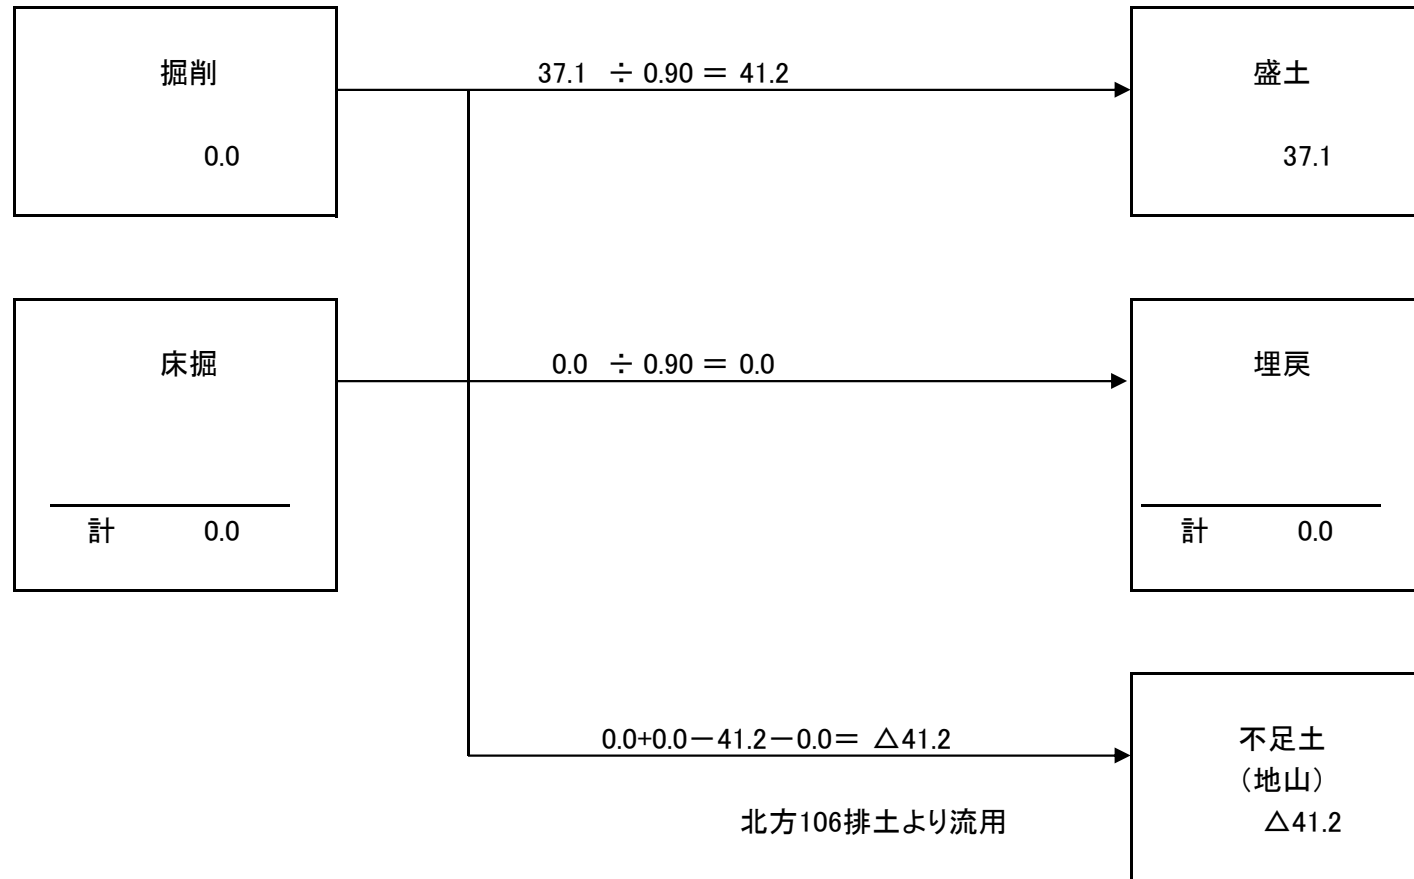 掘削
37.1 ÷ 0.90 = 41.2
盛土
0.0
37.1
床掘
0.0 ÷ 0.90 = 0.0
埋戻
計 0.0
計 0.0
0.0+0.0-41.2-0.0= △41.2
不足土
(地山)
北方106排土より流用
△41.2